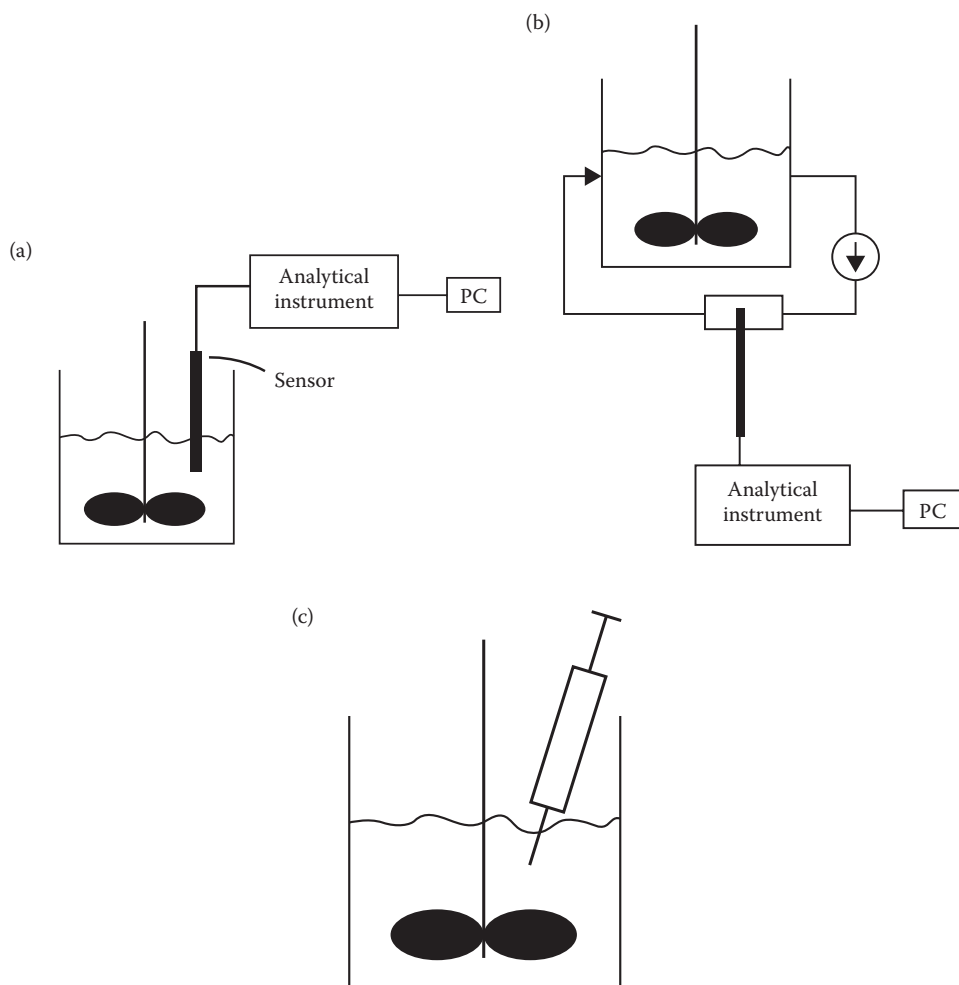 (a)
Analytical
instrument
PC
Sensor
(b)
Analytical
instrument
PC
(c)